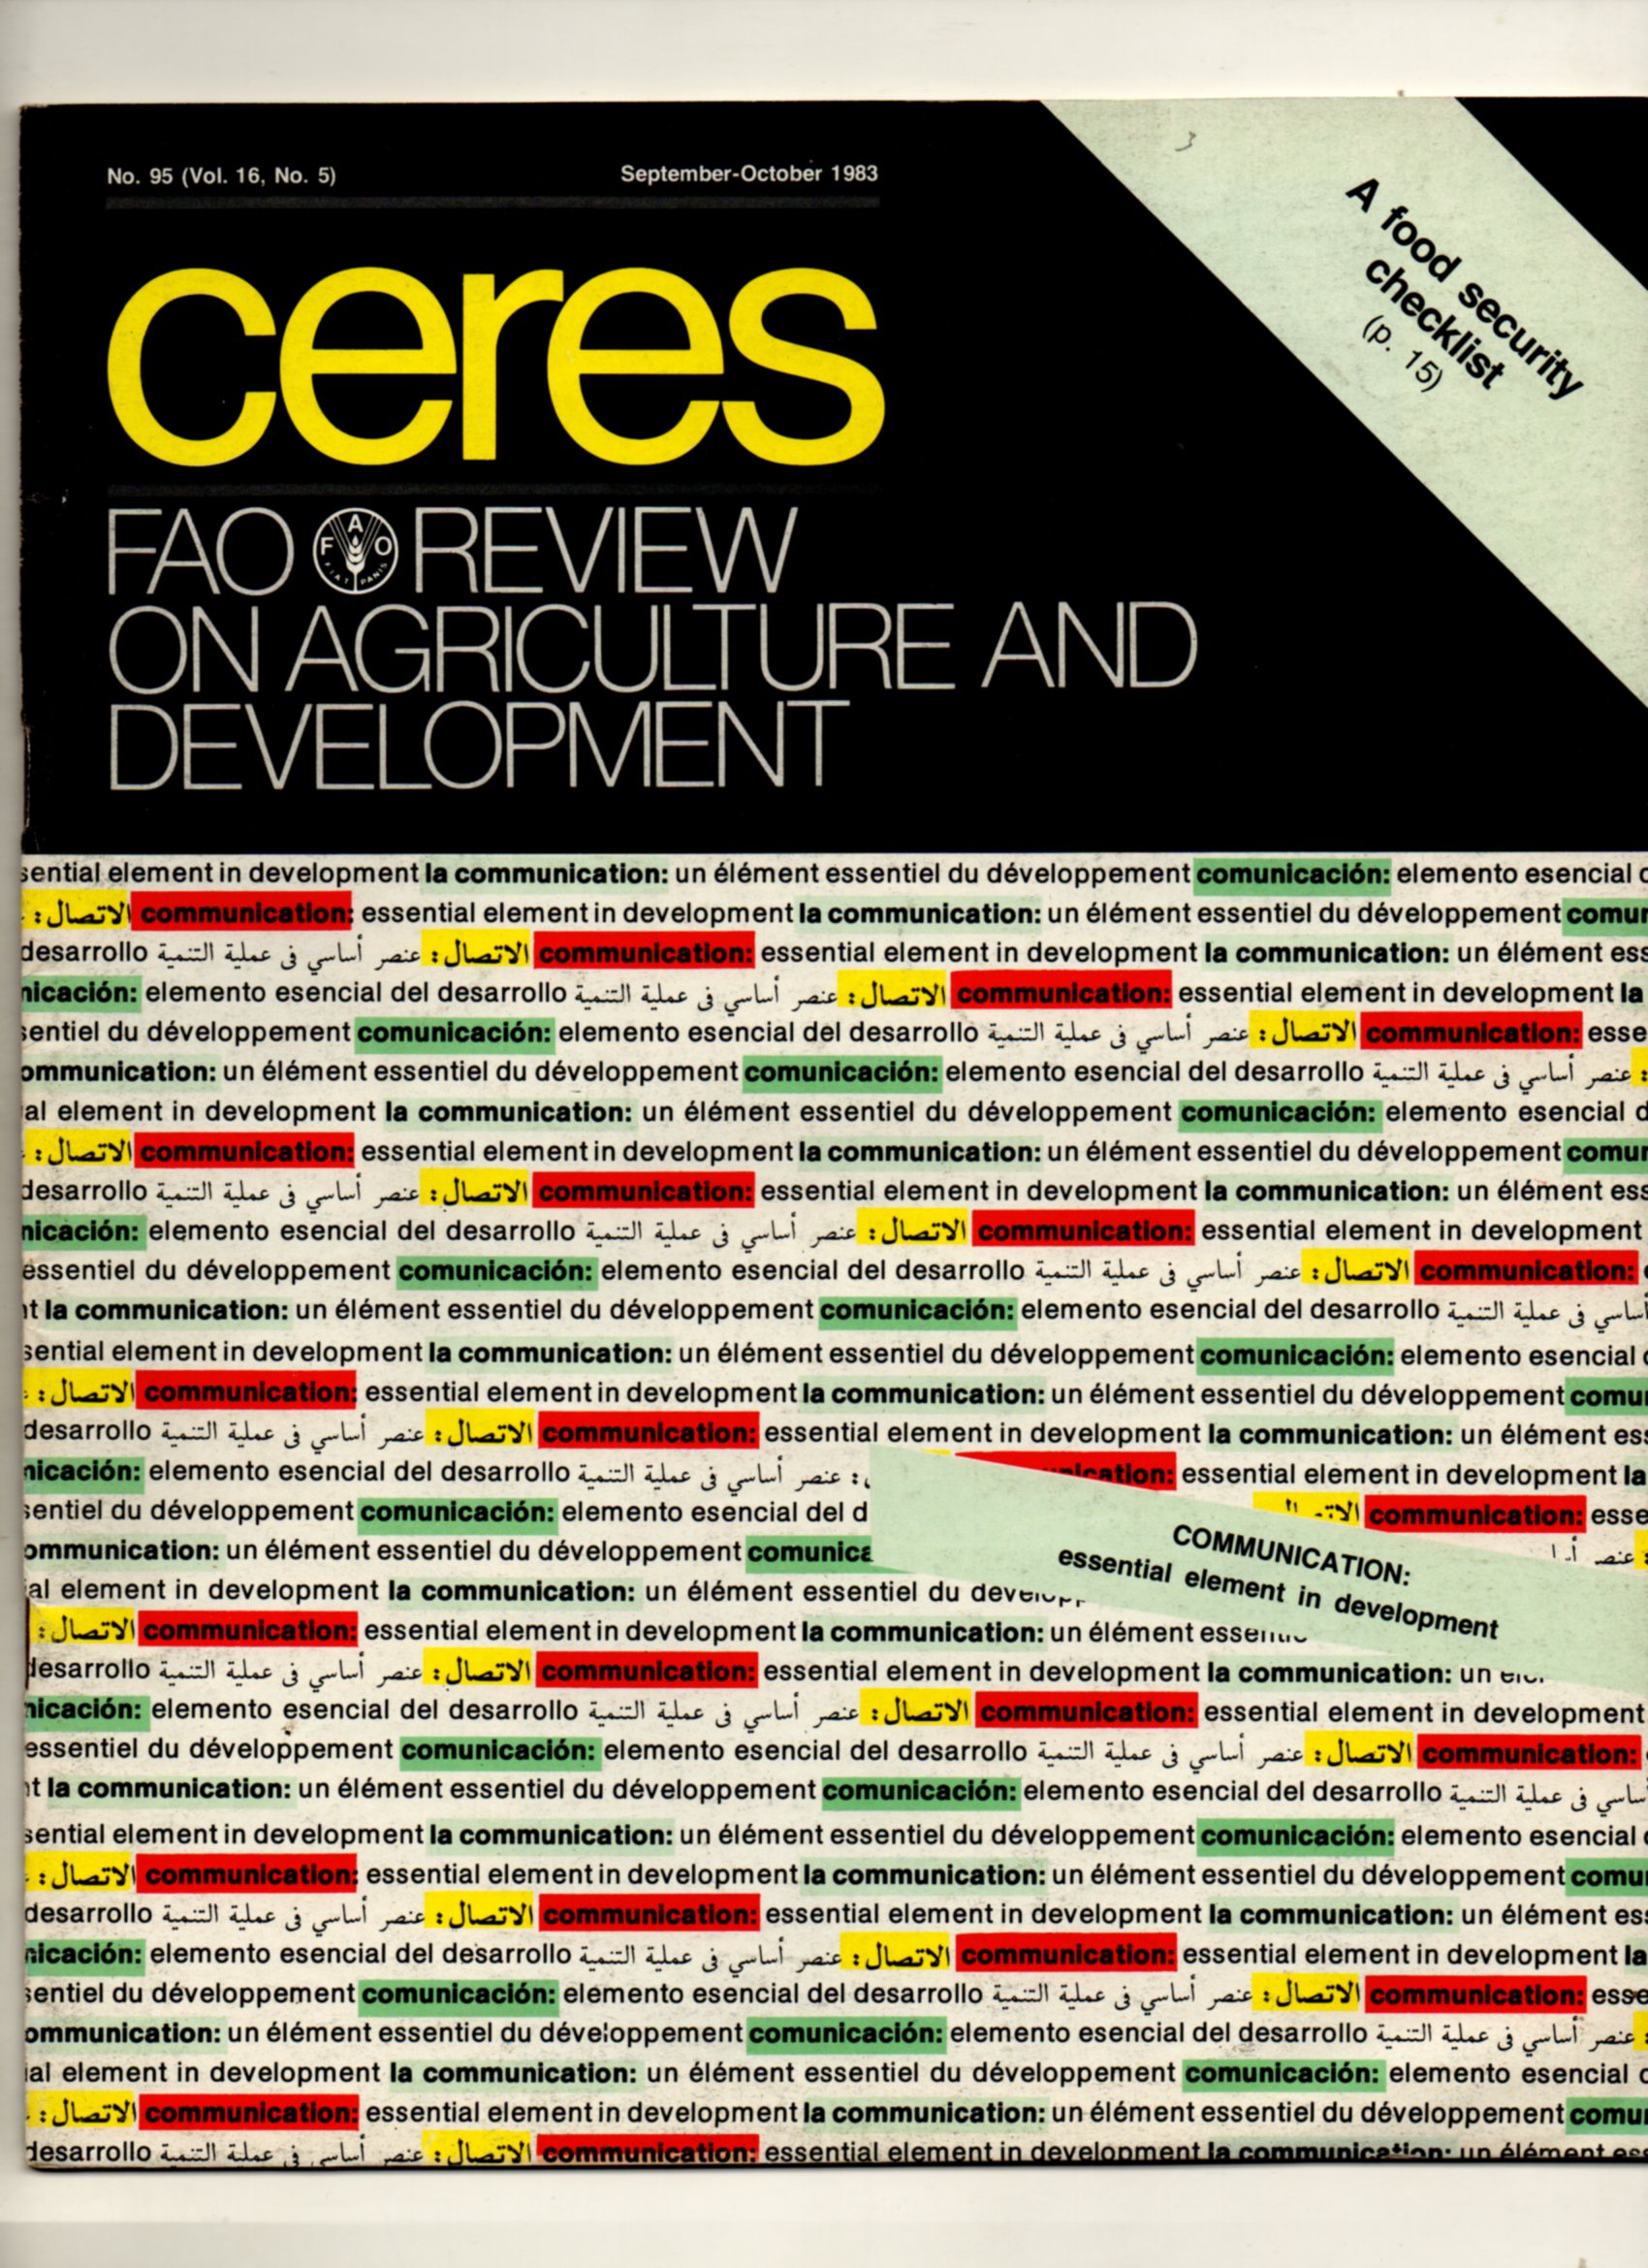 No. 95 (Vol. 16, No. 5) September-October 1983
A food security
checklist
(p. 15)
ceres
FAO FAO FIAT PANIS REVIEW
ON AGRICULTURE AND
DEVELOPMENT
element in development la communication: un élément essentiel du développement comunicación: elemento esencial
الاتصال: communication: essential element in development la communication: un élément essentiel du développement
desarrollo عنصر أساسي فى عملية التنمية الاتصال: communication: essential element in development la communication: un élément
elemento esencial del desarrollo عنصر أساسي فى عملية التنمية الاتصال: communication: essential element in development la
du développement comunicación: elemento esencial del desarrollo عنصر أساسي فى عملية التنمية الاتصال: communication:
un élément essentiel du développement comunicación: elemento esencial del desarrollo عنصر أساسي فى عملية التنمية
element in development la communication: un élément essentiel du développement comunicación: elemento esencial
الاتصال: communication: essential element in development la communication: un élément essentiel du développement
desarrollo عنصر أساسي فى عملية التنمية الاتصال: communication: essential element in development la communication: un élément
elemento esencial del desarrollo عنصر أساسي فى عملية التنمية الاتصال: communication: essential element in development
essentiel du développement comunicación: elemento esencial del desarrollo عنصر أساسي فى عملية التنمية الاتصال: communication:
la communication: un élément essentiel du développement comunicación: elemento esencial del desarrollo أساسي فى عملية التنمية
element in development la communication: un élément essentiel du développement comunicación: elemento esencial
الاتصال: communication: essential element in development la communication: un élément essentiel du développement
desarrollo عنصر أساسي فى عملية التنمية الاتصال: communication: essential element in development la communication: un élément
elemento esencial del desarrollo عنصر أساسي فى عملية التنمية essential element in development la
du développement comunicación: elemento esencial del communication:
un élément essentiel du développement
COMMUNICATION:
essential element in development
element in development la communication: un élément essentiel du
الاتصال: communication: essential element in development la communication: un élément
desarrollo عنصر أساسي فى عملية التنمية الاتصال: communication: essential element in development la communication: un
elemento esencial del desarrollo عنصر أساسي فى عملية التنمية الاتصال: communication: essential element in development
essentiel du développement comunicación: elemento esencial del desarrollo عنصر أساسي فى عملية التنمية الاتصال: communication:
la communication: un élément essentiel du développement comunicación: elemento esencial del desarrollo أساسي فى عملية التنمية
element in development la communication: un élément essentiel du développement comunicación: elemento esencial
الاتصال: communication: essential element in development la communication: un élément essentiel du développement
desarrollo عنصر أساسي فى عملية التنمية الاتصال: communication: essential element in development la communication: un élément
elemento esencial del desarrollo عنصر أساسي فى عملية التنمية الاتصال: communication: essential element in development la
du développement comunicación: elemento esencial del desarrollo عنصر أساسي فى عملية التنمية الاتصال: communication:
un élément essentiel du développement comunicación: elemento esencial del desarrollo عنصر أساسي فى عملية التنمية
element in development la communication: un élément essentiel du développement comunicación: elemento esencial
الاتصال: communication: essential element in development la communication: un élément essentiel du développement
desarrollo عنصر أساسي فى عملية التنمية الاتصال: communication: essential element in development la communication: un élément